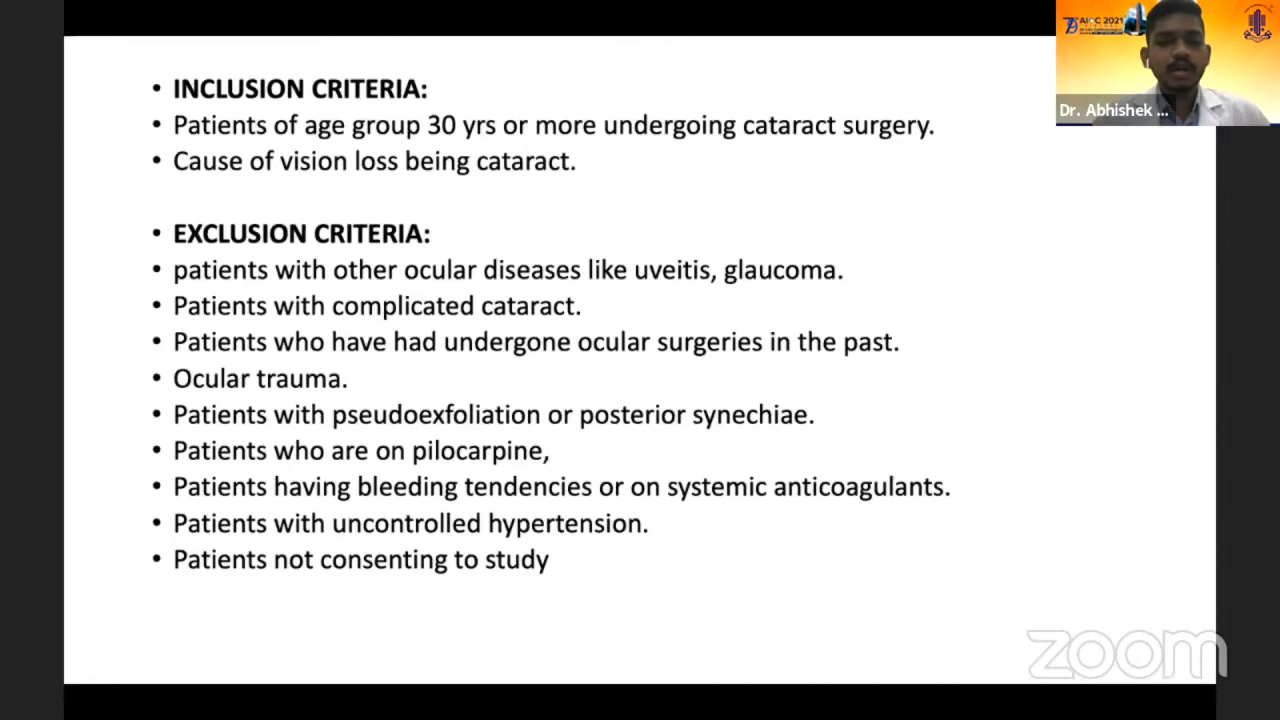 • INCLUSION CRITERIA:
• Patients of age group 30 yrs or more undergoing cataract surgery.
• Cause of vision loss being cataract.
• EXCLUSION CRITERIA:
• patients with other ocular diseases like uveitis, glaucoma.
• Patients with complicated cataract.
• Patients who have had undergone ocular surgeries in the past.
• Ocular trauma.
• Patients with pseudoexfoliation or posterior synechiae.
• Patients who are on pilocarpine,
• Patients having bleeding tendencies or on systemic anticoagulants.
• Patients with uncontrolled hypertension.
• Patients not consenting to study
2021
Dr. Abhishek ...
zoom